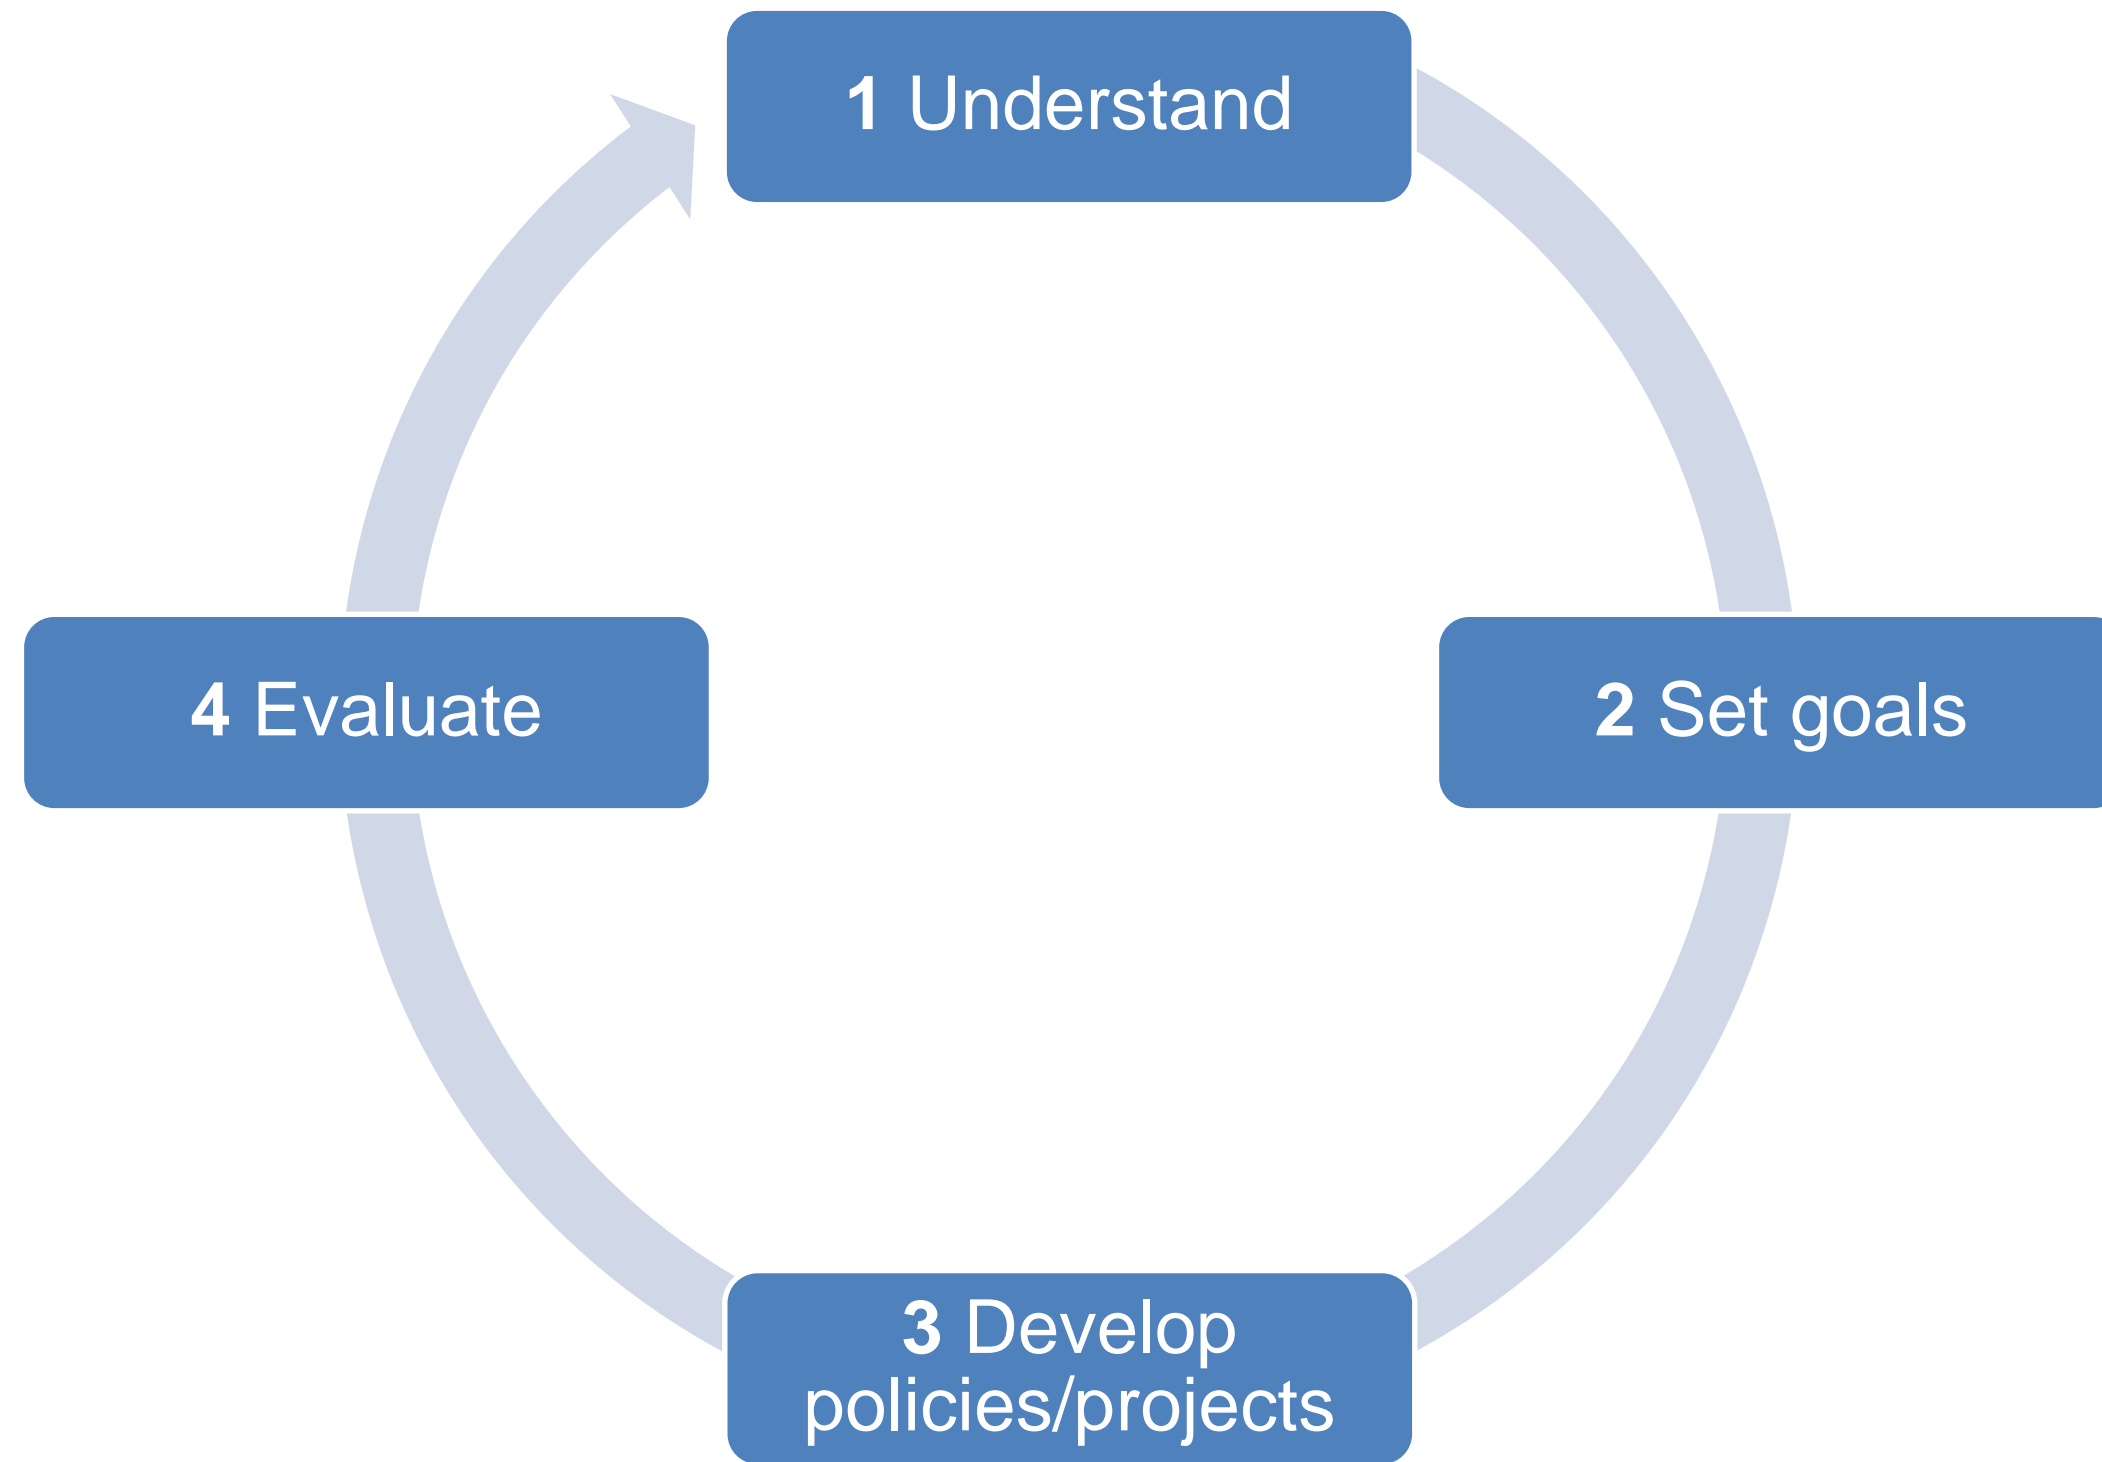 1 Understand
2 Set goals
3 Develop
policies/projects
4 Evaluate